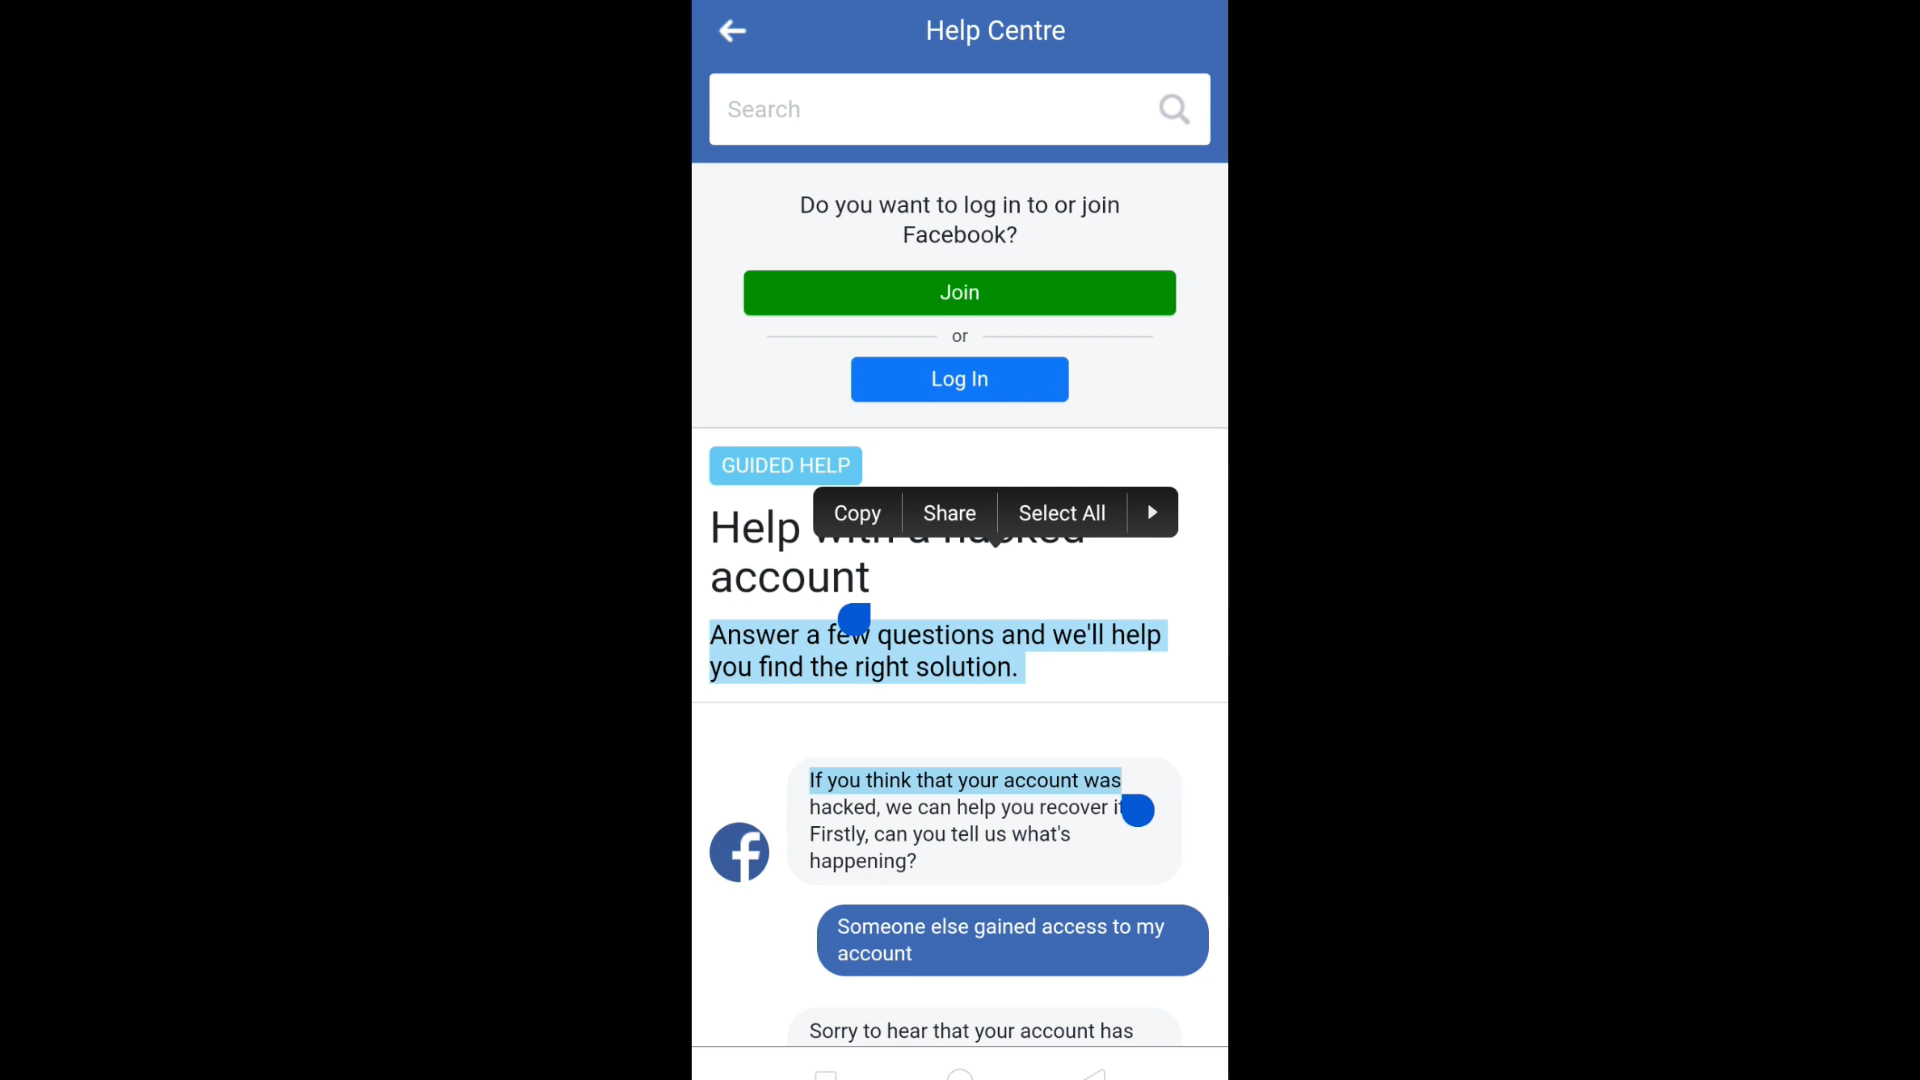 Help Centre
Search
Do you want to log in to or join
Facebook?
Join
or
Log In
GUIDED HELP
Copy Share Select All
Help with a hacked
account
Answer a few questions and we'll help
you find the right solution.
If you think that your account was
hacked, we can help you recover it
Firstly, can you tell us what's
happening?
Someone else gained access to my
account
Sorry to hear that your account has